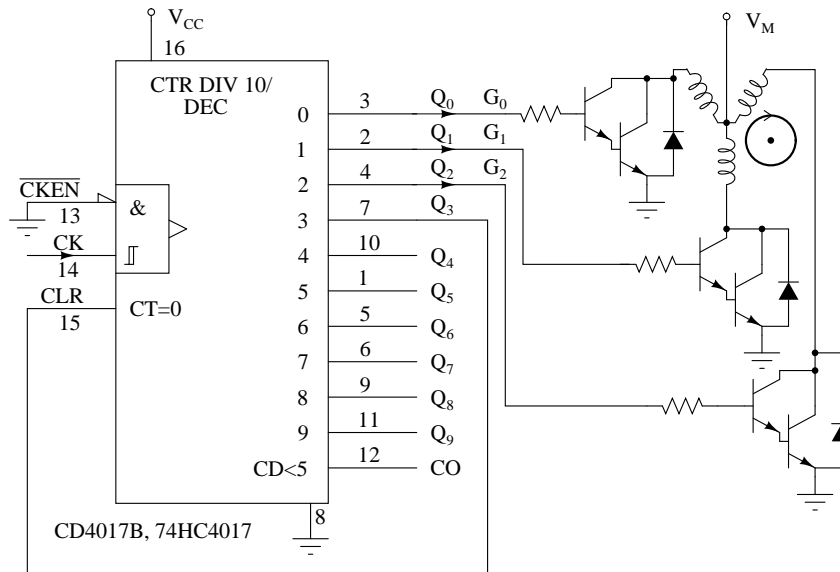 V_CC
16
CTR DIV 10/
DEC
0 3 Q_0 G_0
1 2 Q_1 G_1
2 4 Q_2 G_2
3 7 Q_3
4 10 Q_4
5 1 Q_5
6 5 Q_6
7 6 Q_7
8 9 Q_8
9 11 Q_9
CD<5 12 CO
CKEN
13
&
CK
14
CLR
15
CT=0
8
CD4017B, 74HC4017
V_M